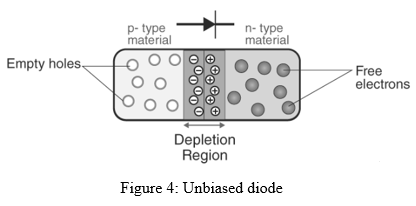 p- type
material
n- type
material
Empty holes
Free
electrons
Depletion
Region
Figure 4: Unbiased diode